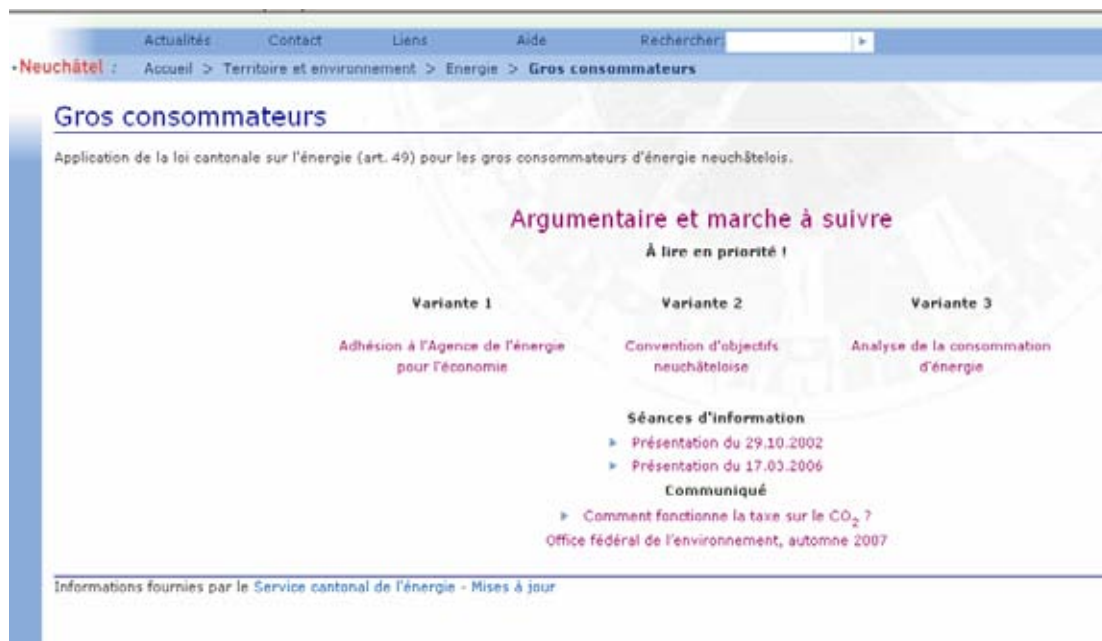 Actualités Contact Liens Aide Rechercher:
Neuchâtel : Accueil > Territoire et environnement > Energie > Gros consommateurs
Gros consommateurs
Application de la loi cantonale sur l'énergie (art. 49) pour les gros consommateurs d'énergie neuchâtelois.
Argumentaire et marche à suivre
À lire en priorité !
Variante 1 Variante 2 Variante 3
Adhésion à l'Agence de l'énergie Convention d'objectifs Analyse de la consommation
pour l'économie neuchâteloise d'énergie
Séances d'information
Présentation du 29.10.2002
Présentation du 17.03.2006
Communiqué
Comment fonctionne la taxe sur le CO₂ ?
Office fédéral de l'environnement, automne 2007
Informations fournies par le Service cantonal de l'énergie - Mises à jour